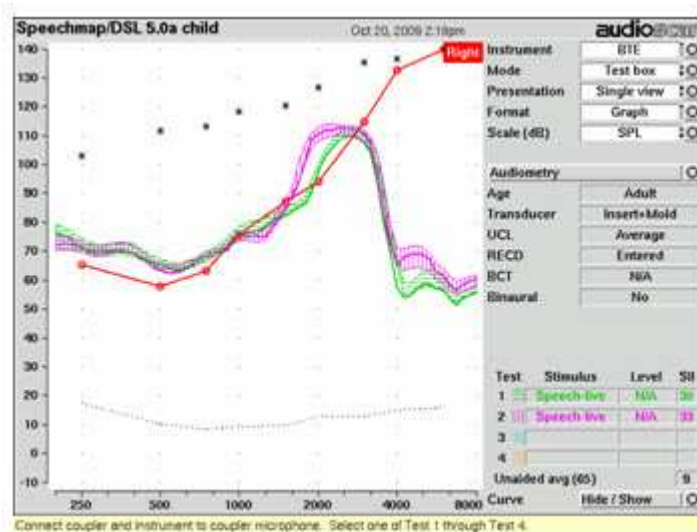 Speechmap/DSL 5.0a child Oct 20, 2009 2:18pm
140
130
120
110
100
90
80
70
60
50
40
30
20
10
0
-10
250 500 1000 2000 4000 8000
Right
Instrument BTE
Mode Test box
Presentation Single view
Format Graph
Scale (dB) SPL
Audiometry
Age Adult
Transducer Insert+Mold
UCL Average
RECD Entered
BCT N/A
Binaural No
Test Stimulus Level SII
1 Speech-live N/A
2 Speech-live N/A
3
4
Unaided avg (65) 9
Curve Hide / Show
Connect coupler and instrument to coupler microphone. Select one of Test 1 through Test 4.